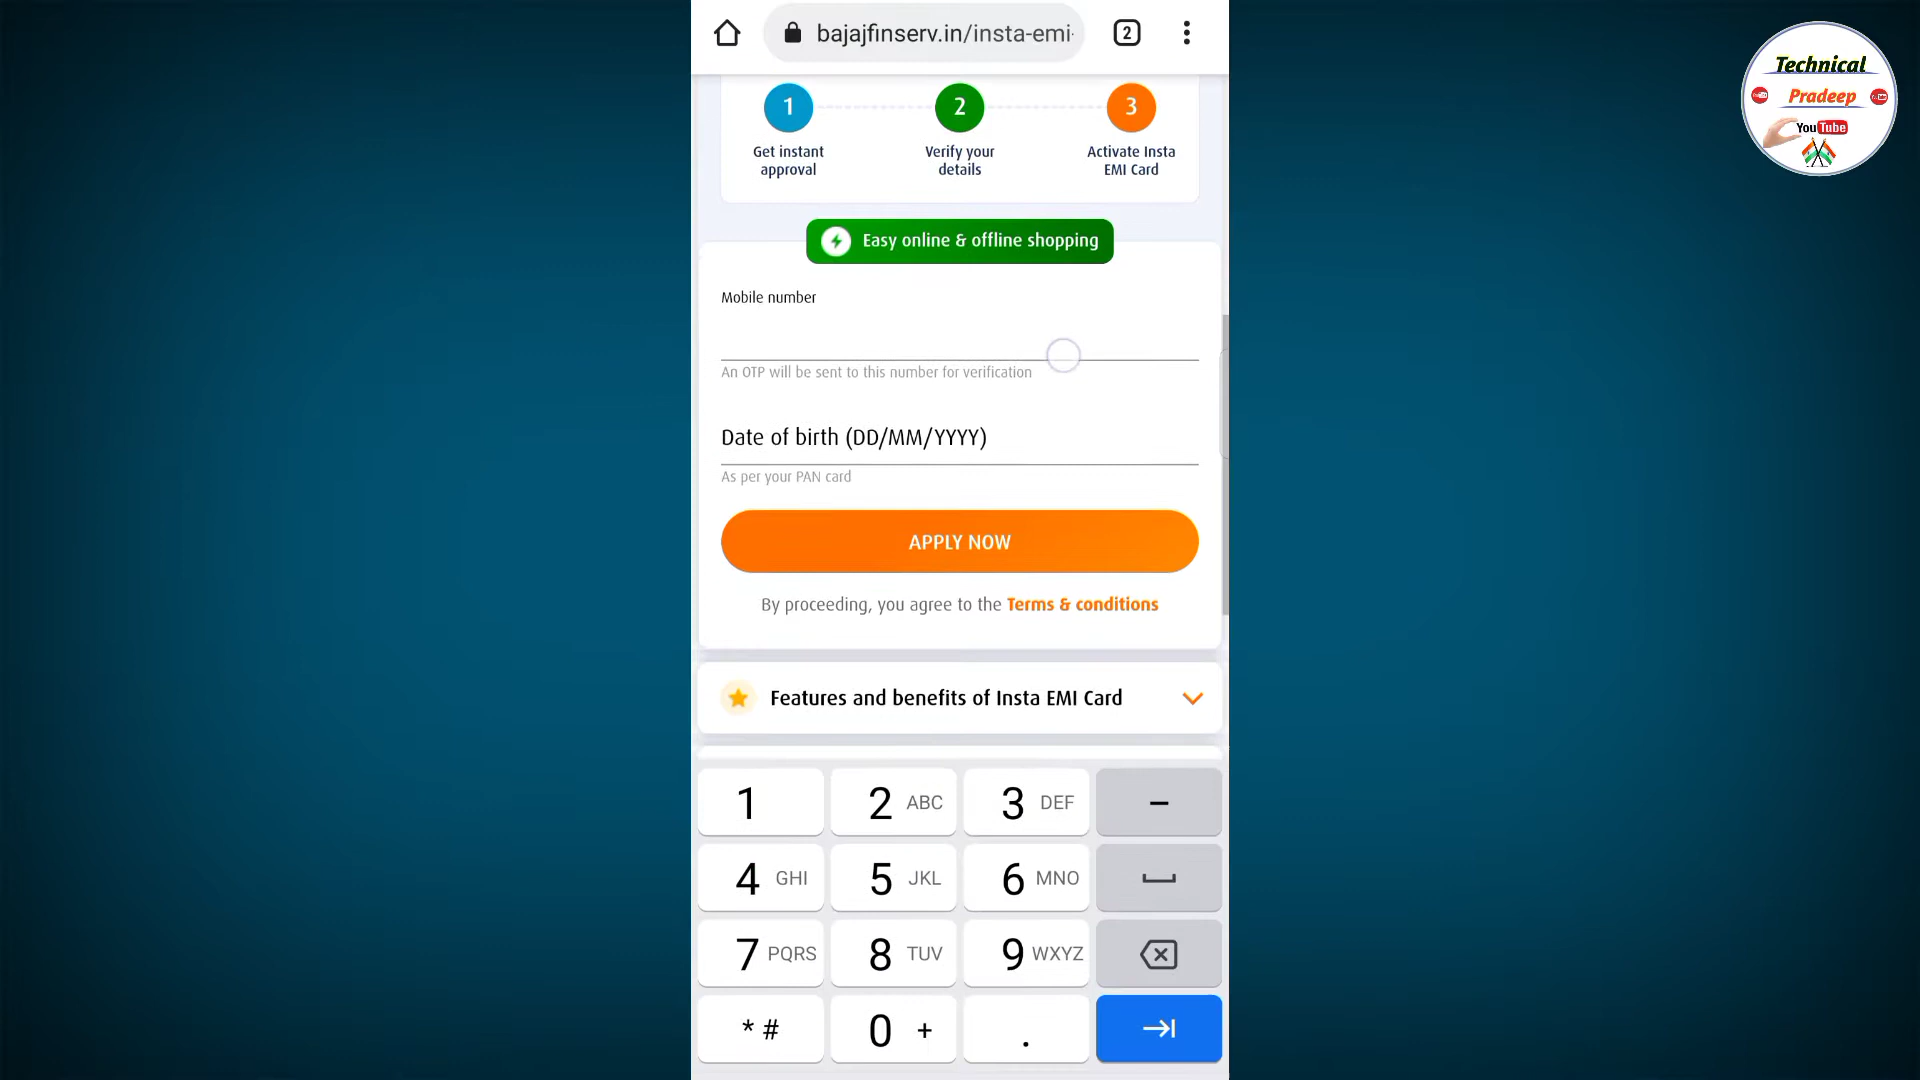 bajajfinserv.in/insta-emi-
2
Technical
Pradeep
YouTube
1
2
3
Get instant
approval
Verify your
details
Activate Insta
EMI Card
Easy online & offline shopping
Mobile number
An OTP will be sent to this number for verification
Date of birth (DD/MM/YYYY)
As per your PAN card
APPLY NOW
By proceeding, you agree to the Terms & conditions
Features and benefits of Insta EMI Card
1
2 ABC
3 DEF
–
4 GHI
5 JKL
6 MNO
7 PQRS
8 TUV
9 WXYZ
* #
0 +
.